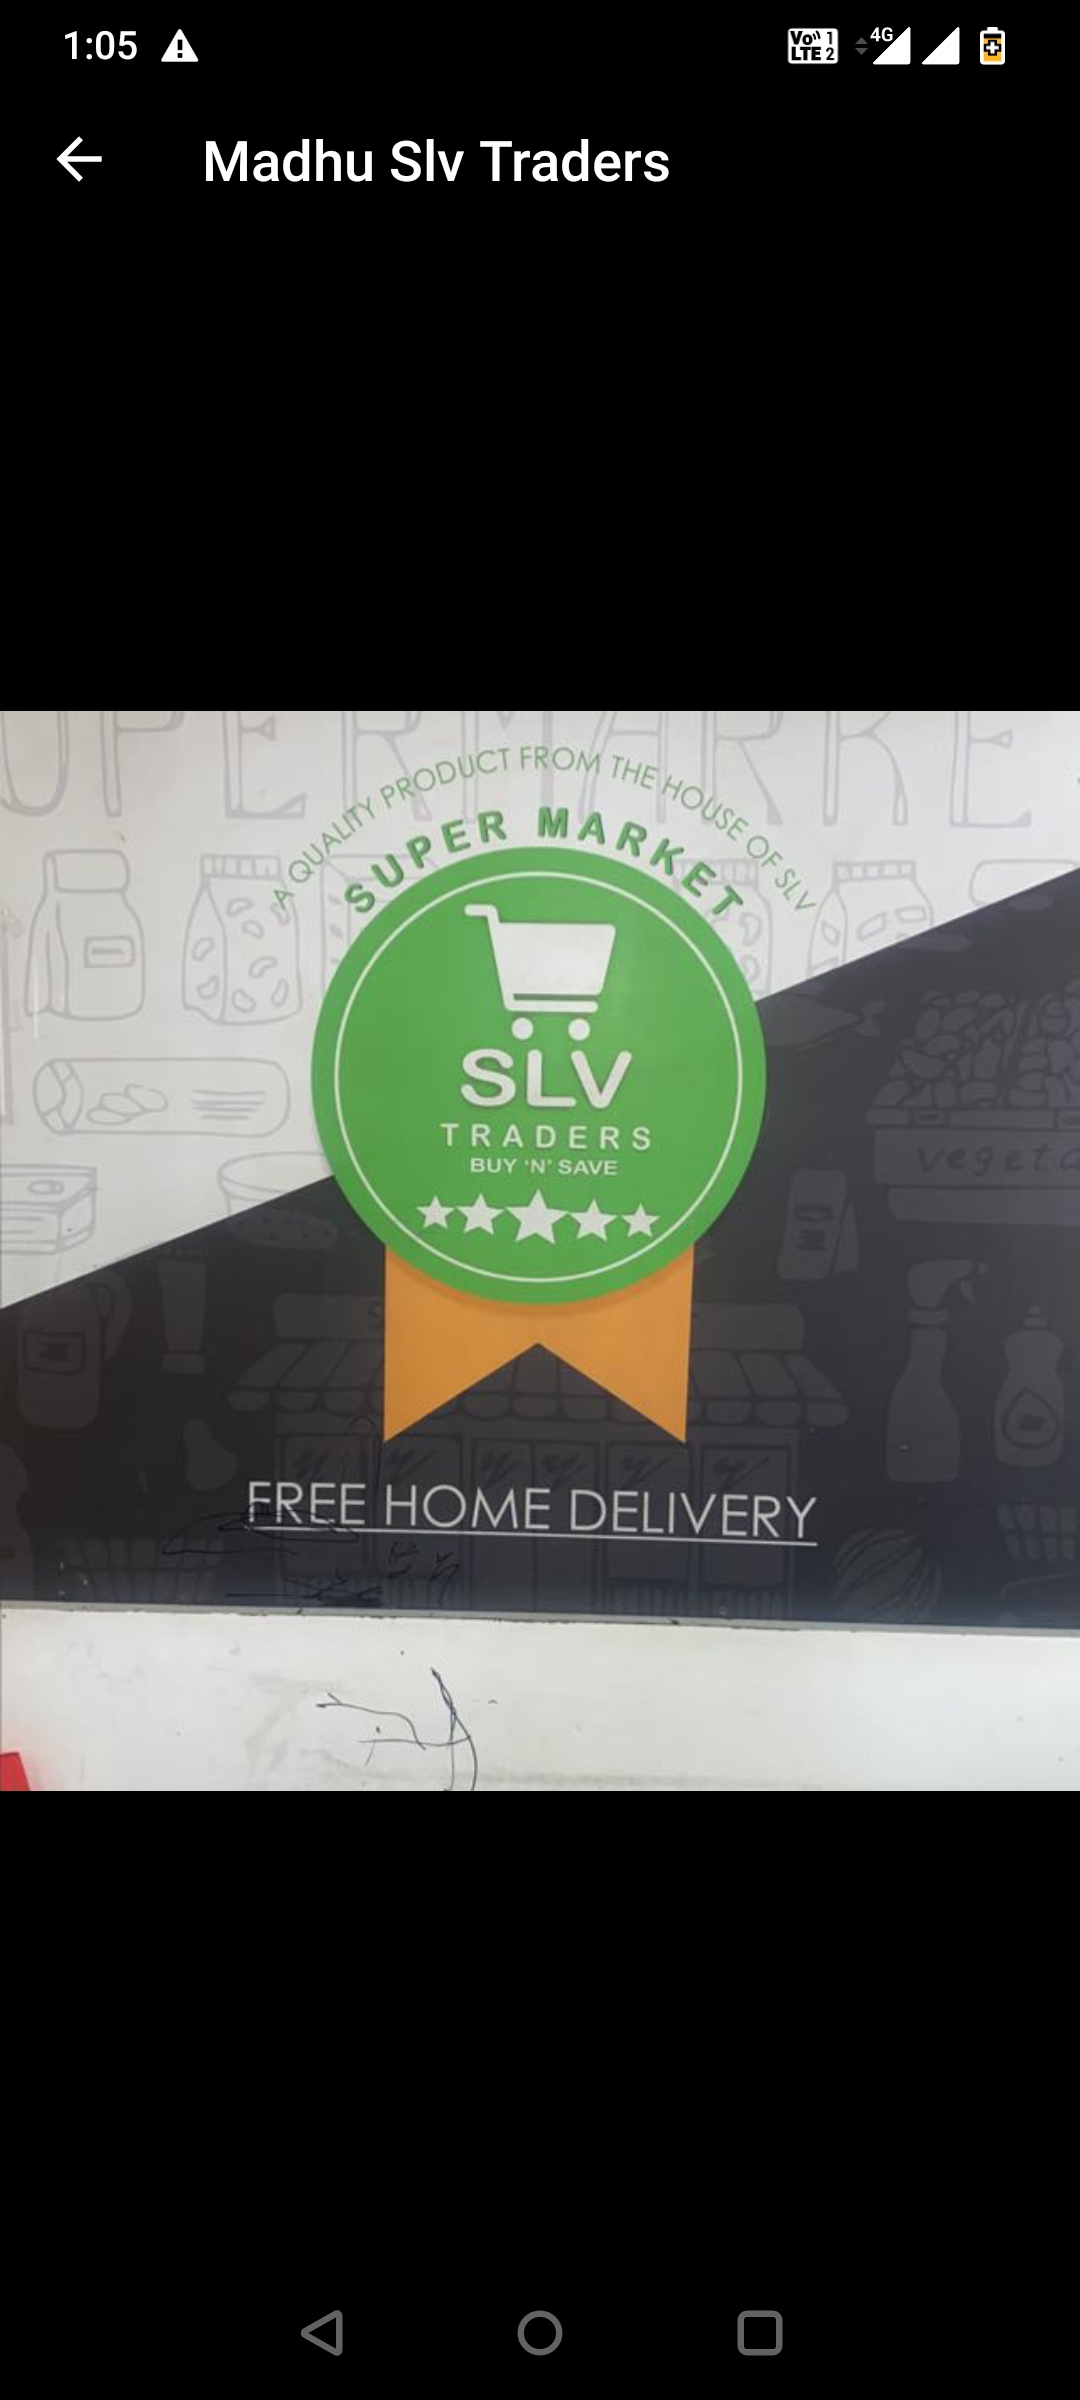 1:05
Vo)) 1
LTE 2
4G
Madhu Slv Traders
UPERMARKE
A QUALITY PRODUCT FROM THE HOUSE OF SLV
SUPER MARKET
SLV
TRADERS
BUY 'N' SAVE
vegeta
FREE HOME DELIVERY